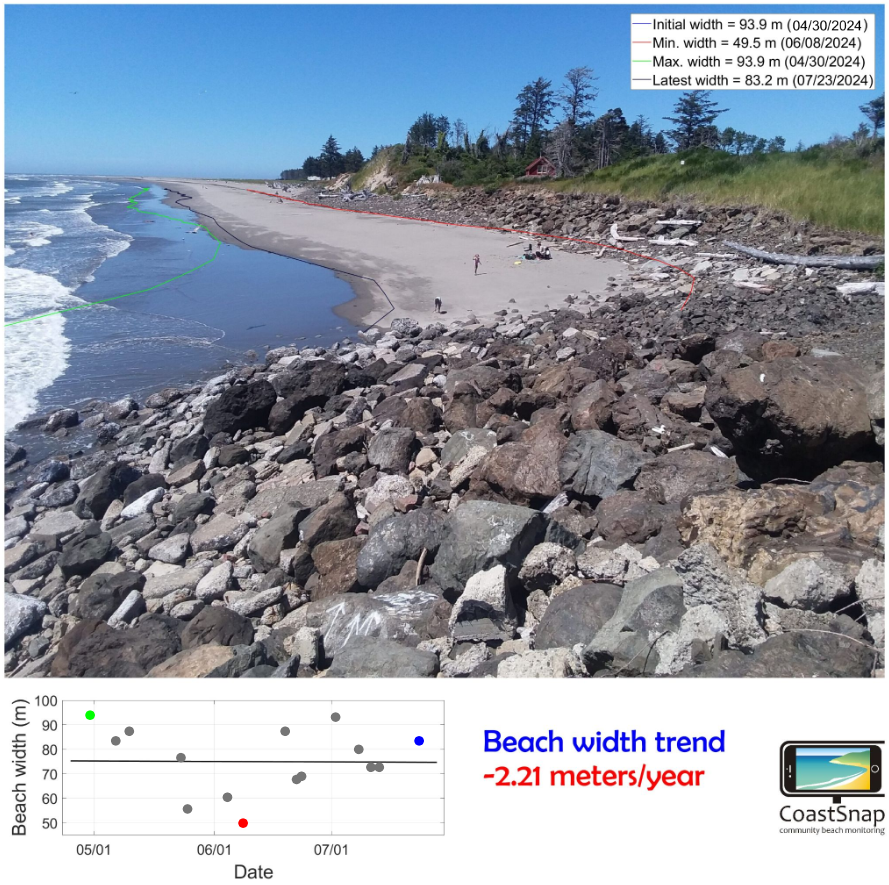 Initial width = 93.9 m (04/30/2024)
Min. width = 49.5 m (06/08/2024)
Max. width = 93.9 m (04/30/2024)
Latest width = 83.2 m (07/23/2024)
100
90
80
70
60
50
Beach width (m)
05/01
06/01
07/01
Date
Beach width trend
-2.21 meters/year
CoastSnap
community beach monitoring